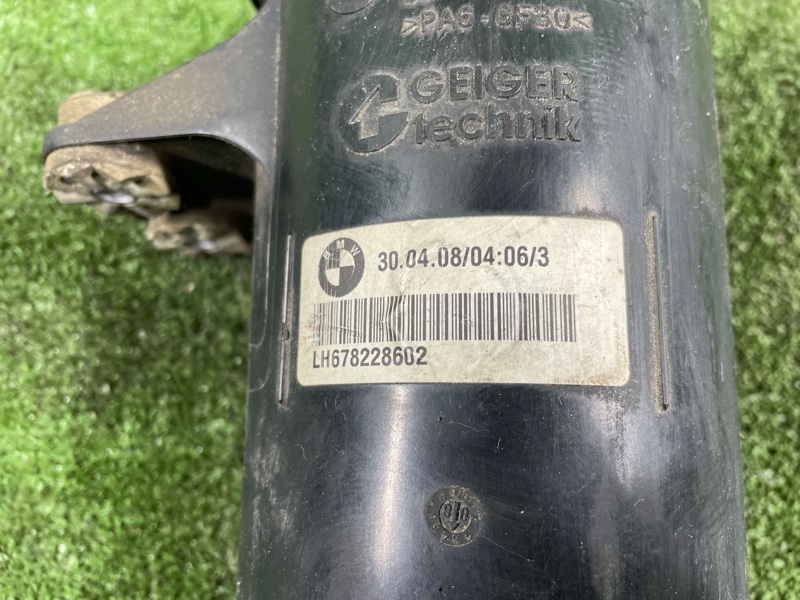 >PA6-GF30<
GEIGER
technik
BMW
30.04.08/04:06/3
LH678228602